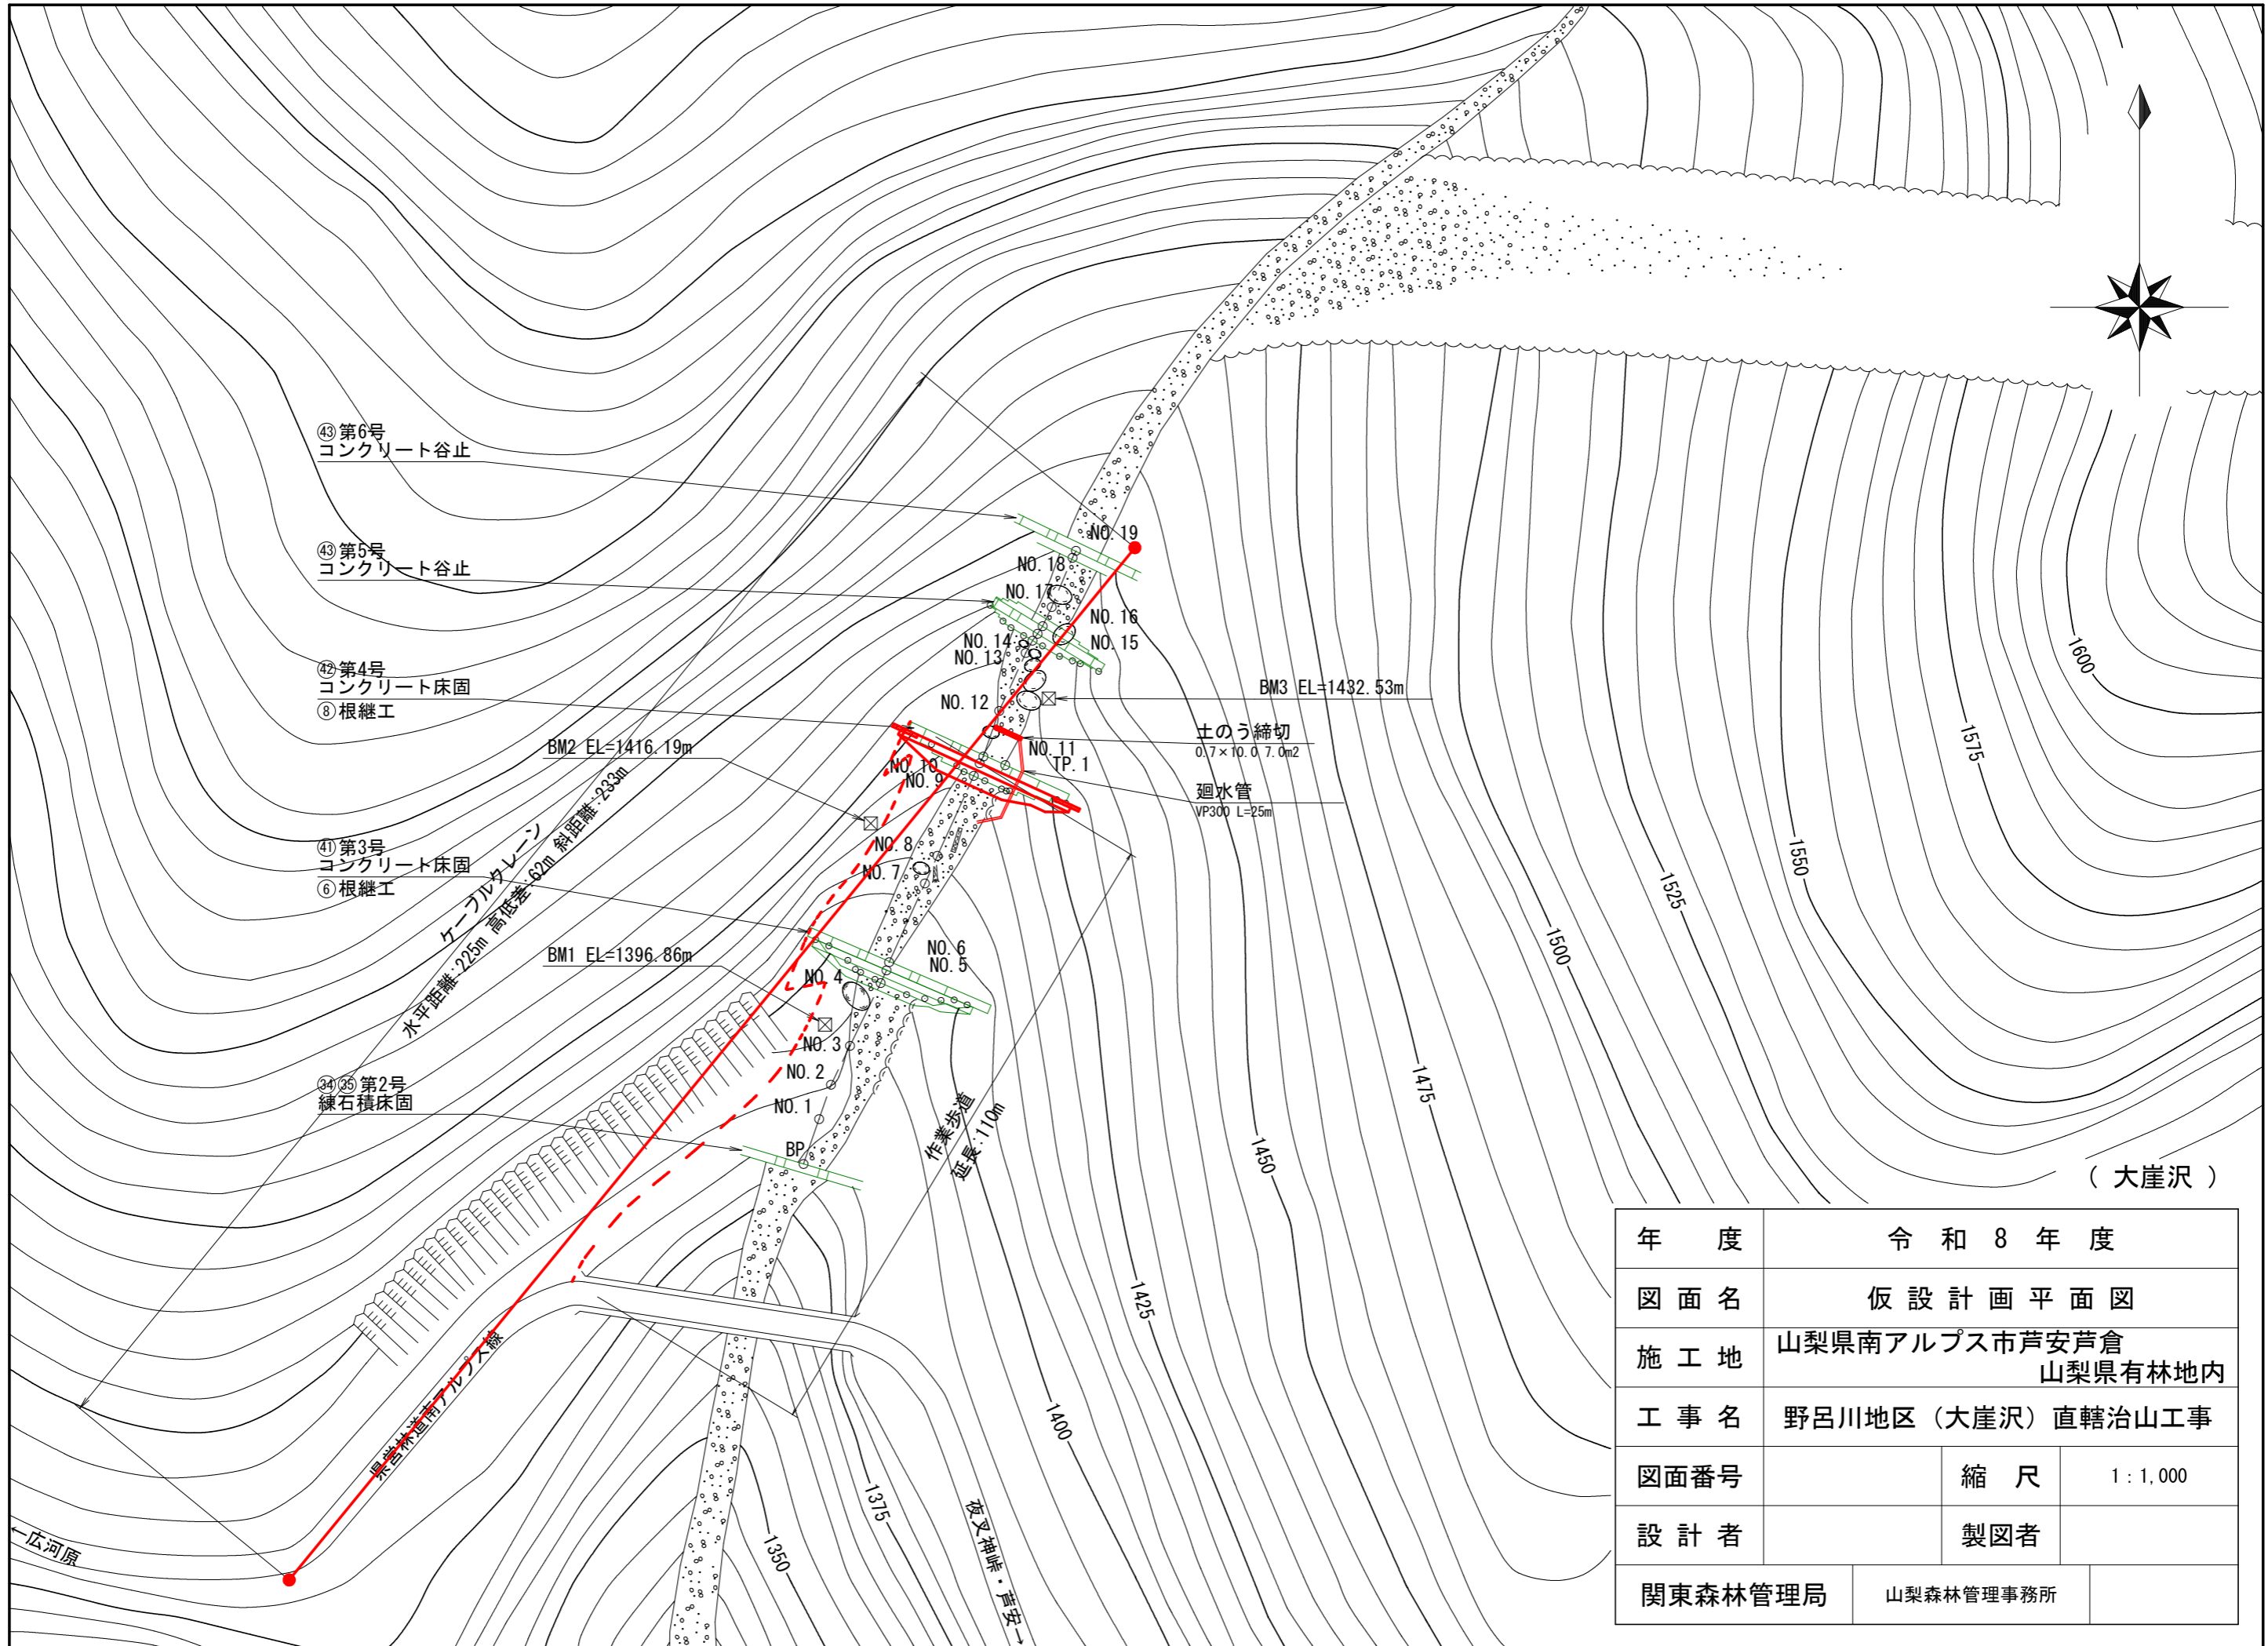 ㊸第6号
コンクリート谷止
㊸第5号
コンクリート谷止
㊷第4号
コンクリート床固
⑧根継工
BM2 EL=1416.19m
㊶第3号
コンクリート床固
⑥根継工
BM1 EL=1396.86m
㉞㉟第2号
練石積床固
ケーブルクレーン
水平距離:225m 高低差:62m 斜距離:233m
NO.19
NO.18
NO.17
NO.16
NO.15
NO.14
NO.13
NO.12
BM3 EL=1432.53m
土のう締切
0.7×10.0 7.0m2
NO.11
TP.1
NO.10
NO.9
廻水管
VP300 L=25m
NO.8
NO.7
NO.6
NO.5
NO.4
NO.3
NO.2
NO.1
BP
作業歩道
延長:110m
県営林道南アルプス線
←広河原
夜叉神峠・芦安→
1600
1575
1550
1525
1500
1475
1450
1425
1400
1375
1350
( 大崖沢 )
年 度 令 和 8 年 度
図 面 名 仮 設 計 画 平 面 図
施 工 地 山梨県南アルプス市芦安芦倉
山梨県有林地内
工 事 名 野呂川地区（大崖沢）直轄治山工事
図面番号 縮 尺 1:1,000
設 計 者 製図者
関東森林管理局 山梨森林管理事務所